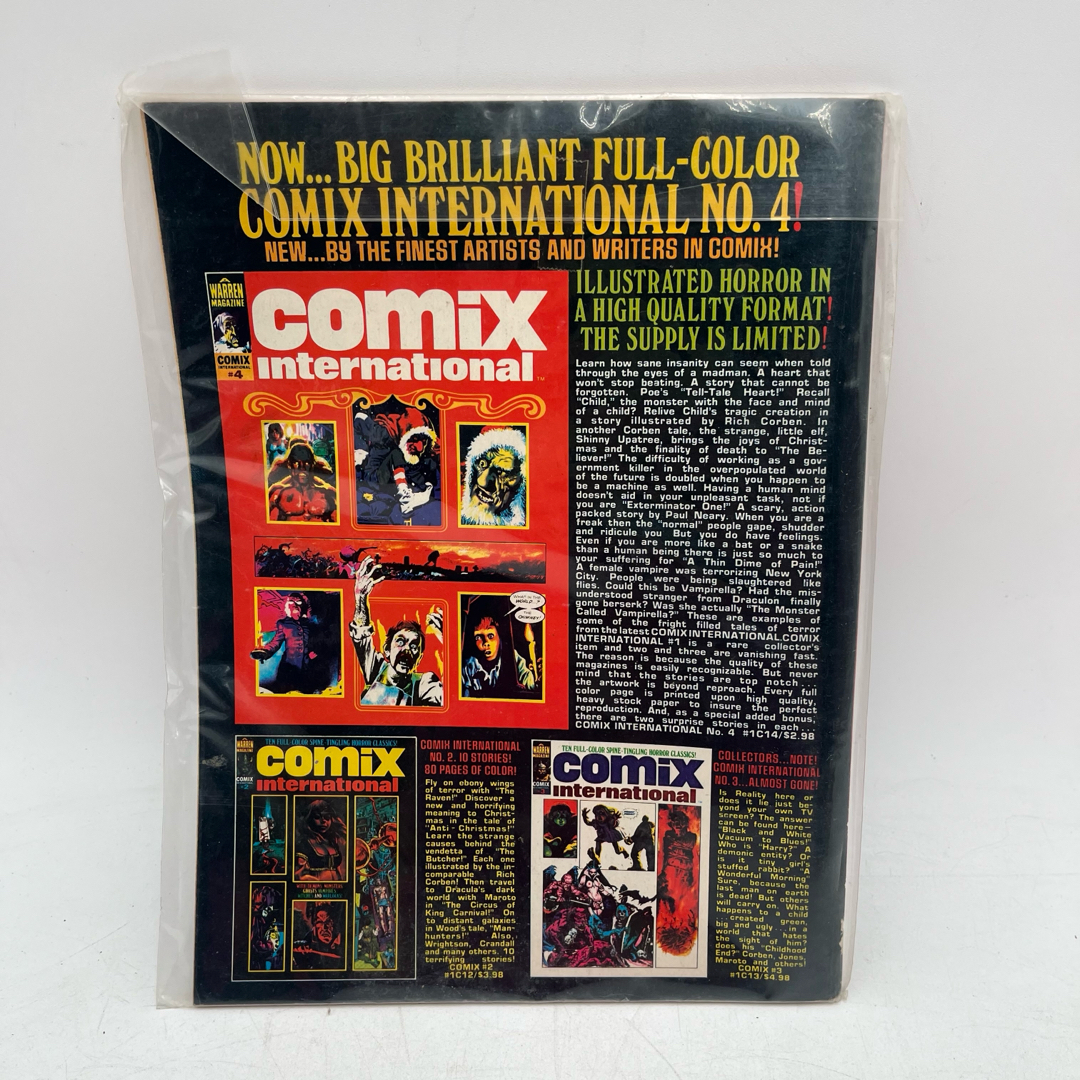 NOW... BIG BRILLIANT FULL-COLOR
COMIX INTERNATIONAL NO. 4!
NEW...BY THE FINEST ARTISTS AND WRITERS IN COMIX!
WARREN
MAGAZINE
COMIX
INTERNATIONAL
#4
comix
international
TM
WHAT IN THE
WORLD..?
THE
CHIMNEY!
ILLUSTRATED HORROR IN
A HIGH QUALITY FORMAT!
THE SUPPLY IS LIMITED!
Learn how sane insanity can seem when told
through the eyes of a madman. A heart that
won't stop beating. A story that cannot be
forgotten. Poe's "Tell-Tale Heart!" Recall
"Child," the monster with the face and mind
of a child? Relive Child's tragic creation in
a story illustrated by Rich Corben. In
another Corben tale, the strange, little elf,
Shinny Upatree, brings the joys of Christ-
mas and the finality of death to "The Be-
liever!" The difficulty of working as a gov-
ernment killer in the overpopulated world
of the future is doubled when you happen to
be a machine as well. Having a human mind
doesn't aid in your unpleasant task, not if
you are "Exterminator One!" A scary, action
packed story by Paul Neary. When you are a
freak then the "normal" people gape, shudder
and ridicule you But you do have feelings.
Even if you are more like a bat or a snake
than a human being there is just so much to
your suffering for "A Thin Dime of Pain!"
A female vampire was terrorizing New York
City. People were being slaughtered like
flies. Could this be Vampirella? Had the mis-
understood stranger from Draculon finally
gone berserk? Was she actually "The Monster
Called Vampirella?" These are examples of
some of the fright filled tales of terror
from the latest COMIX INTERNATIONAL. COMIX
INTERNATIONAL #1 is a rare collector's
item and two and three are vanishing fast.
The reason is because the quality of these
magazines is easily recognizable. But never
mind that the stories are top notch...
the artwork is beyond reproach. Every full
color page is printed upon high quality,
heavy stock paper to insure the perfect
reproduction. And, as a special added bonus,
there are two surprise stories in each...
COMIX INTERNATIONAL No. 4 #1C14/$2.98
TEN FULL-COLOR SPINE-TINGLING HORROR CLASSICS!
WARREN
MAGAZINE
COMIX
comix
international
COMIX INTERNATIONAL
NO. 2. 10 STORIES!
80 PAGES OF COLOR!
Fly on ebony wings
of terror with "The
Raven!" Discover a
new and horrifying
meaning to Christ-
mas in the tale of
"Anti-Christmas!"
Learn the strange
causes behind the
vendetta of "The
Butcher!" Each one
illustrated by the in-
comparable Rich
Corben! Then travel
to Dracula's dark
world with Maroto
in "The Circus of
King Carnival!" On
to distant galaxies
in Wood's tale, "Man-
hunters!" Also,
Wrightson, Crandall
and many others. 10
terrifying stories!
COMIX #2
#1C12/$3.98
TEN FULL-COLOR SPINE-TINGLING HORROR CLASSICS!
WARREN
COMIX
comix
international
COLLECTORS...NOTE!
COMIX INTERNATIONAL
NO. 3...ALMOST GONE!
Is Reality here or
does it lie just be-
yond your own TV
screen? The answer
can be found here—
"Black and White
Vacuum to Blues!"
Who is "Harry?" A
demonic entity? Or
is it tiny girl's
stuffed rabbit? "A
Wonderful Morning"
Sure, because the
last man on earth
is dead! But others
will carry on. What
happens to a child
...created green,
big and ugly...in a
world that hates
the sight of him?
does his "Childhood
End?" Corben, Jones,
Maroto and others!
COMIX #3
#1C13/$4.98